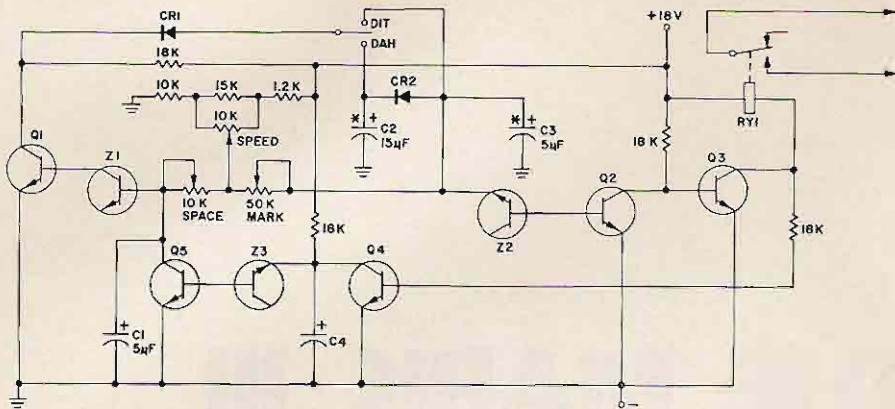 CR1
DIT
DAH
+18V
18K
10K
15K
1.2K
CR2
10K
SPEED
*
+
C2
15µF
*
+
C3
5µF
18K
RY1
Q1
Z1
Q2
Q3
10K
SPACE
50K
MARK
Z2
18K
18K
Q5
Z3
Q4
+
C1
5µF
+
C4
−